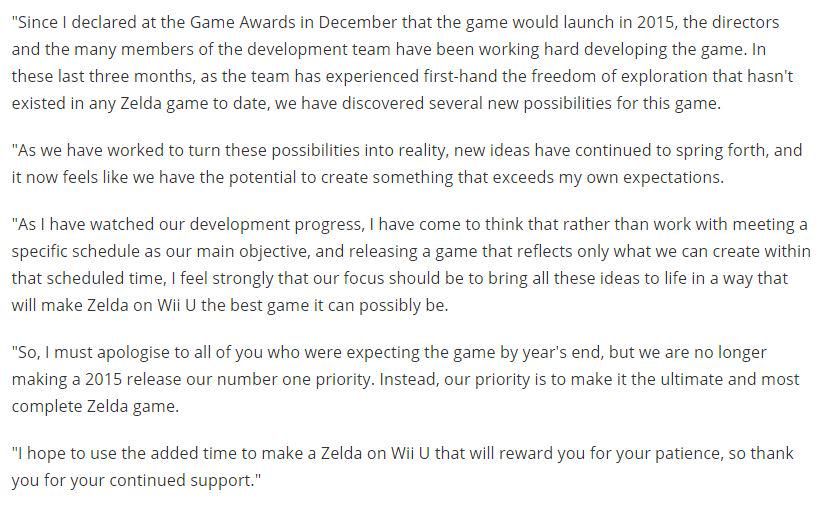 "Since I declared at the Game Awards in December that the game would launch in 2015, the directors
and the many members of the development team have been working hard developing the game. In
these last three months, as the team has experienced first-hand the freedom of exploration that hasn't
existed in any Zelda game to date, we have discovered several new possibilities for this game.
"As we have worked to turn these possibilities into reality, new ideas have continued to spring forth, and
it now feels like we have the potential to create something that exceeds my own expectations.
"As I have watched our development progress, I have come to think that rather than work with meeting a
specific schedule as our main objective, and releasing a game that reflects only what we can create within
that scheduled time, I feel strongly that our focus should be to bring all these ideas to life in a way that
will make Zelda on Wii U the best game it can possibly be.
"So, I must apologise to all of you who were expecting the game by year's end, but we are no longer
making a 2015 release our number one priority. Instead, our priority is to make it the ultimate and most
complete Zelda game.
"I hope to use the added time to make a Zelda on Wii U that will reward you for your patience, so thank
you for your continued support."